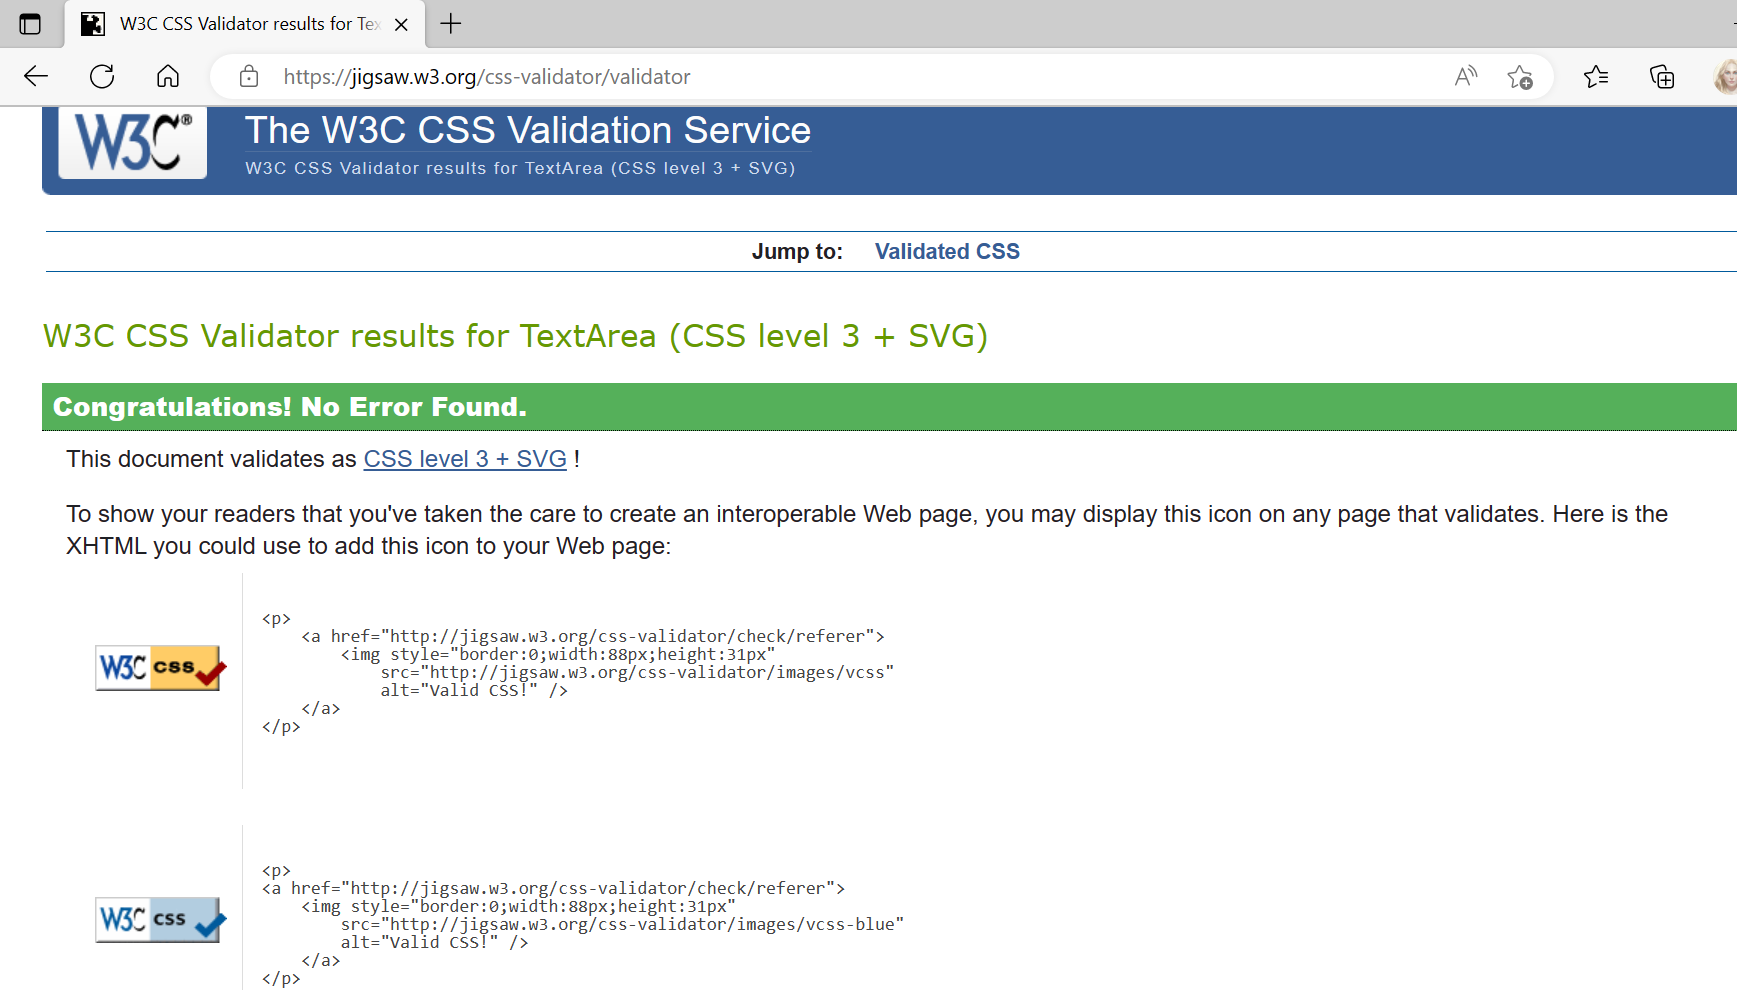 W3C CSS Validator results for Tex
https://jigsaw.w3.org/css-validator/validator
W3C®
The W3C CSS Validation Service
W3C CSS Validator results for TextArea (CSS level 3 + SVG)
Jump to: Validated CSS
W3C CSS Validator results for TextArea (CSS level 3 + SVG)
Congratulations! No Error Found.
This document validates as CSS level 3 + SVG !
To show your readers that you've taken the care to create an interoperable Web page, you may display this icon on any page that validates. Here is the
XHTML you could use to add this icon to your Web page:
W3C css
<p>
    <a href="http://jigsaw.w3.org/css-validator/check/referer">
        <img style="border:0;width:88px;height:31px"
            src="http://jigsaw.w3.org/css-validator/images/vcss"
            alt="Valid CSS!" />
    </a>
</p>
W3C css
<p>
<a href="http://jigsaw.w3.org/css-validator/check/referer">
    <img style="border:0;width:88px;height:31px"
        src="http://jigsaw.w3.org/css-validator/images/vcss-blue"
        alt="Valid CSS!" />
    </a>
</p>